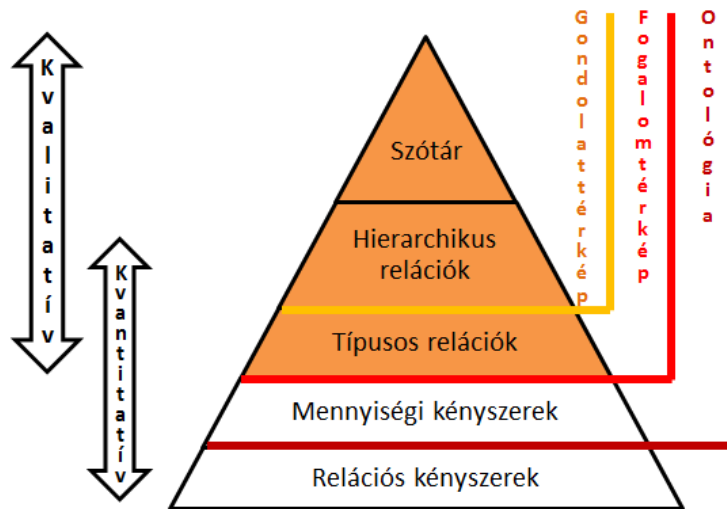 Kvalitatív
Kvantitatív
Szótár
Hierarchikus
relációk
Típusos relációk
Mennyiségi kényszerek
Relációs kényszerek
Gondolattérkép
Fogalomtérkép
Ontológia